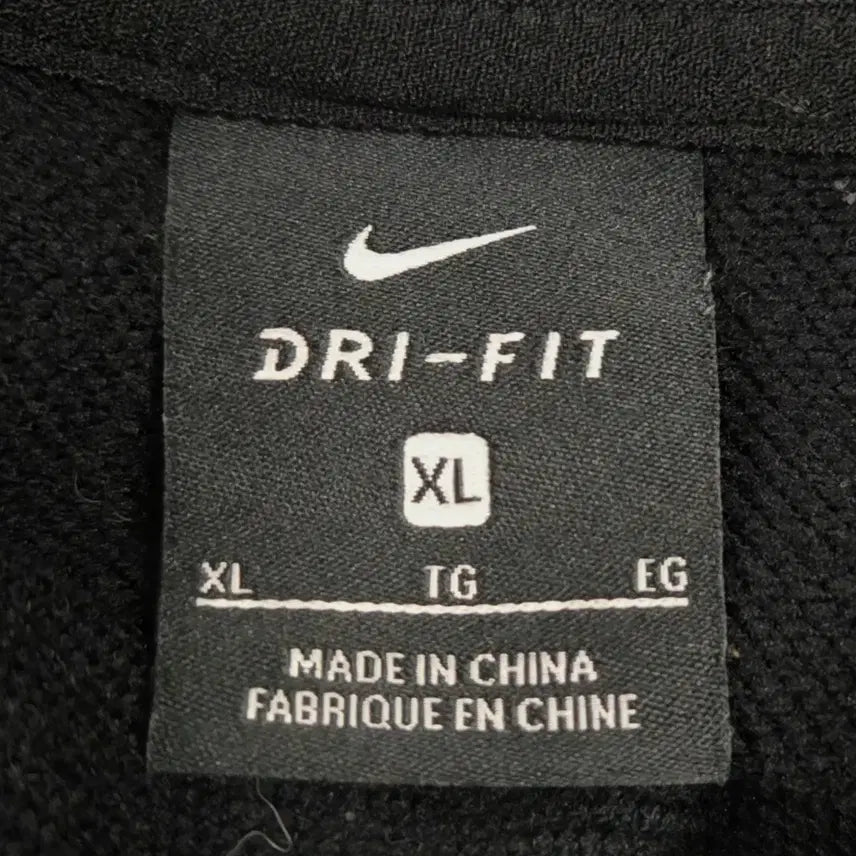 DRI-FIT
XL
XL TG EG
MADE IN CHINA
FABRIQUE EN CHINE